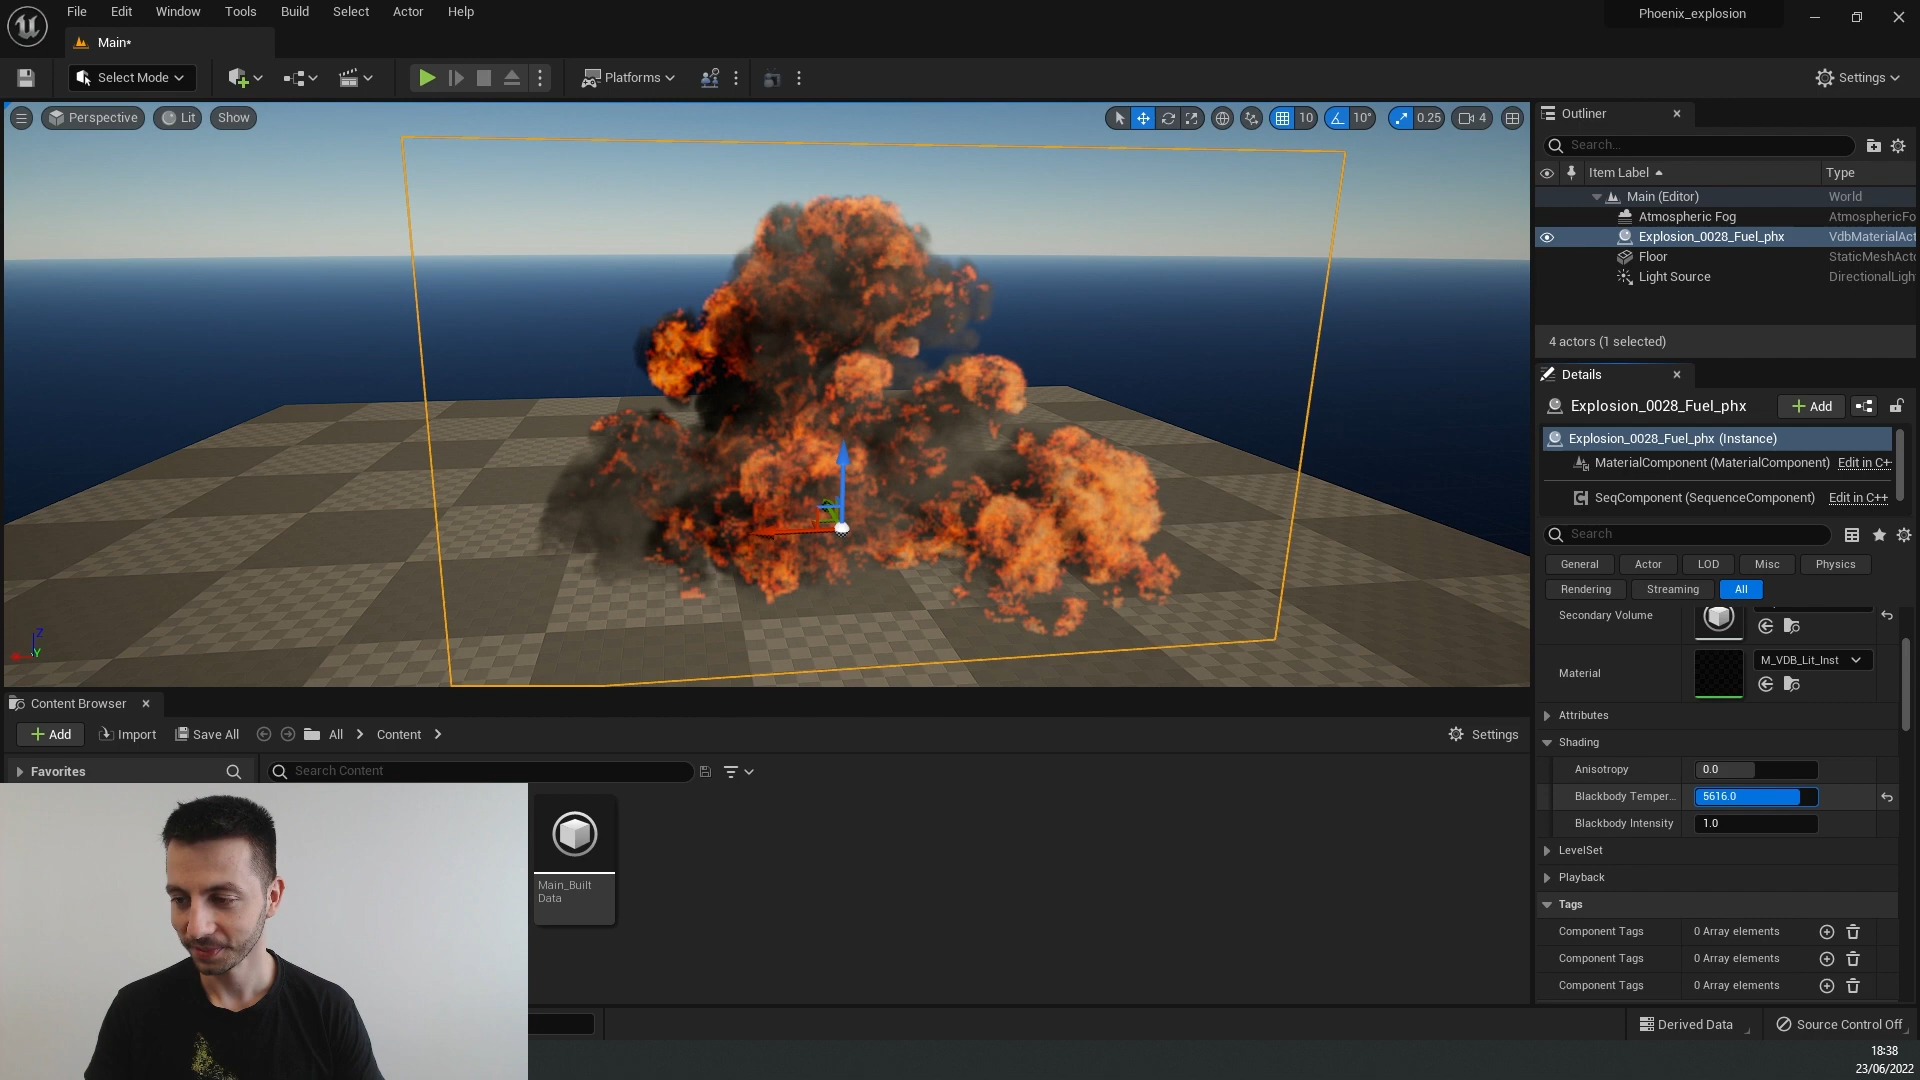 File Edit Window Tools Build Select Actor Help
Phoenix_explosion
Main*
Select Mode
Platforms
Settings
Perspective Lit Show
10 10° 0.25 4
Outliner
Search...
Item Label Type
Main (Editor) World
Atmospheric Fog AtmosphericFo
Explosion_0028_Fuel_phx VdbMaterialAct
Floor StaticMeshActo
Light Source DirectionalLigh
4 actors (1 selected)
Details
Explosion_0028_Fuel_phx Add
Explosion_0028_Fuel_phx (Instance)
MaterialComponent (MaterialComponent) Edit in C+
SeqComponent (SequenceComponent) Edit in C++
Search
General Actor LOD Misc Physics
Rendering Streaming All
Secondary Volume
Material M_VDB_Lit_Inst
Attributes
Shading
Anisotropy 0.0
Blackbody Temper... 5616.0
Blackbody Intensity 1.0
LevelSet
Playback
Tags
Component Tags 0 Array elements
Component Tags 0 Array elements
Component Tags 0 Array elements
Z
Y
Content Browser
Add Import Save All All Content Settings
Favorites Search Content
Main_Built
Data
Derived Data Source Control Off
18:38
23/06/2022